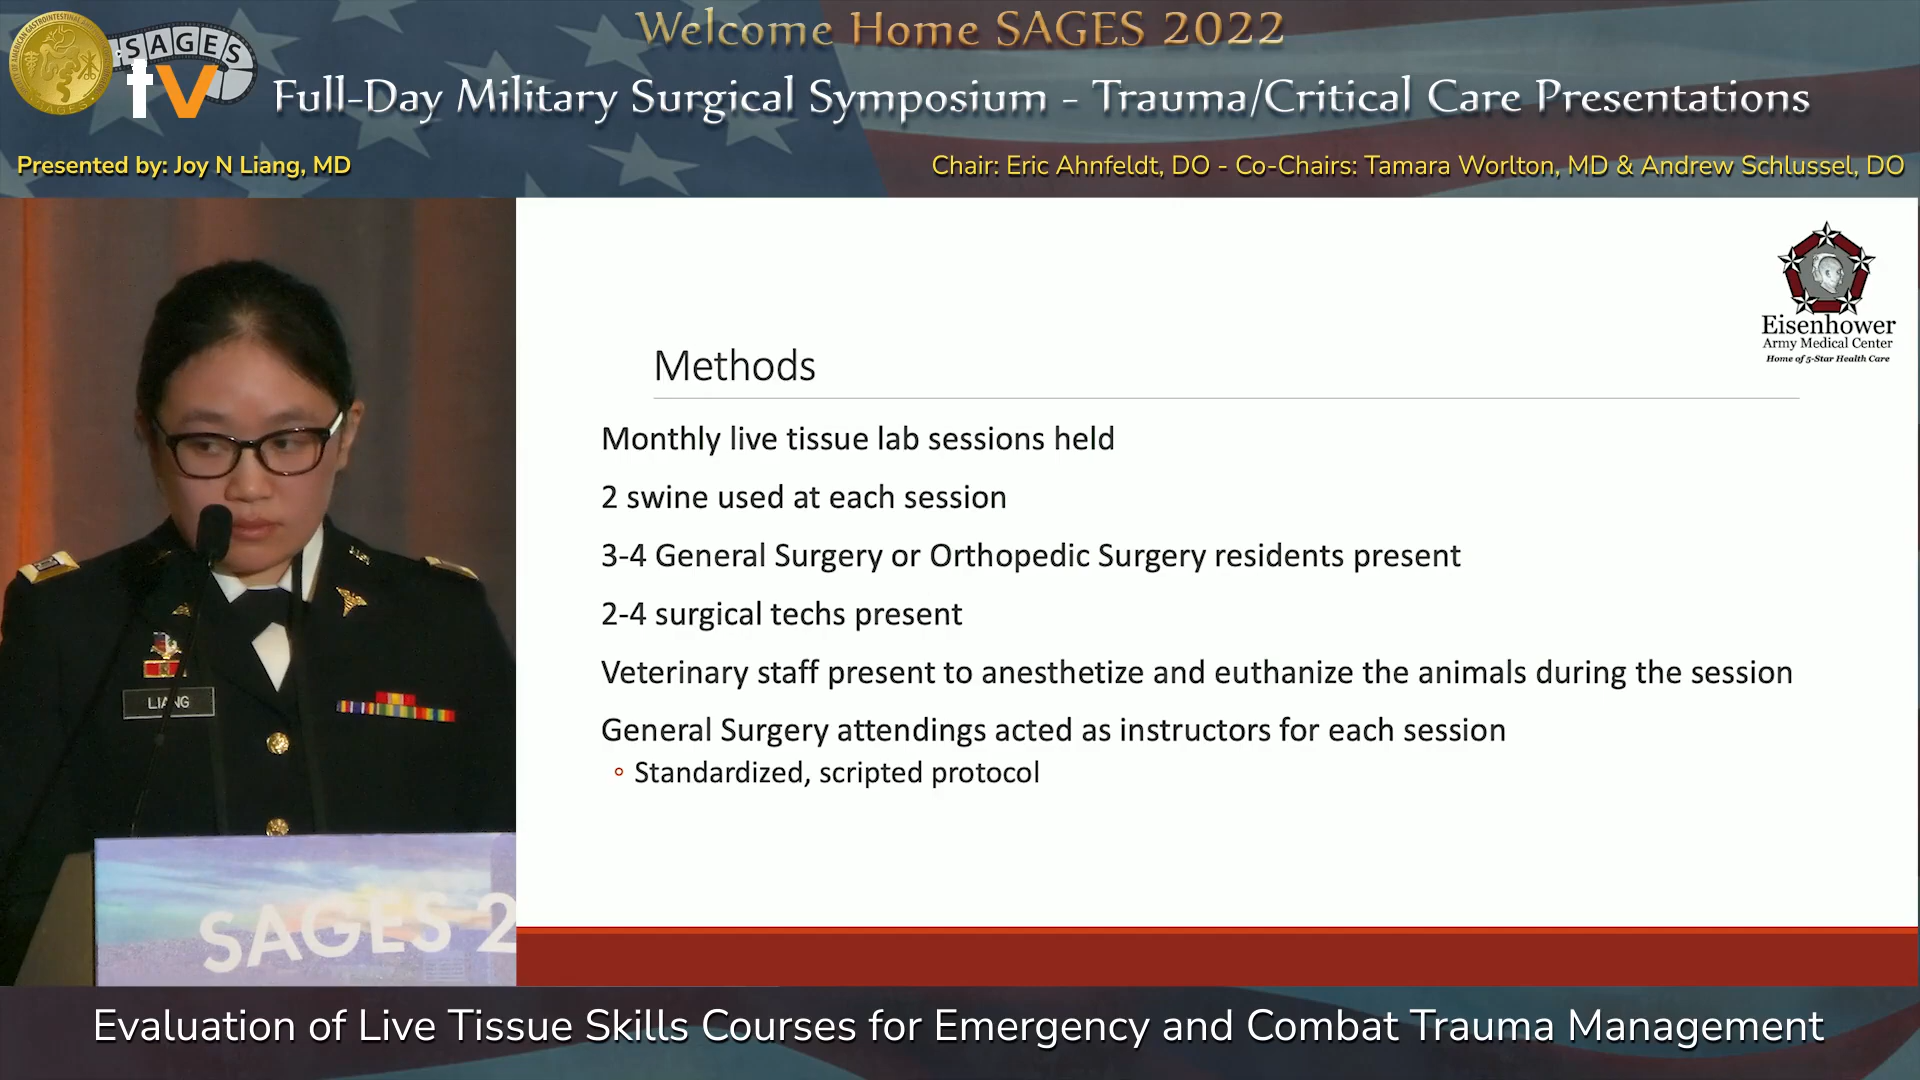 Welcome Home SAGES 2022
SAGES
tv
Full-Day Military Surgical Symposium - Trauma/Critical Care Presentations
Presented by: Joy N Liang, MD
Chair: Eric Ahnfeldt, DO - Co-Chairs: Tamara Worlton, MD & Andrew Schlussel, DO
Eisenhower
Army Medical Center
Home of 5-Star Health Care
Methods
Monthly live tissue lab sessions held
2 swine used at each session
3-4 General Surgery or Orthopedic Surgery residents present
2-4 surgical techs present
Veterinary staff present to anesthetize and euthanize the animals during the session
General Surgery attendings acted as instructors for each session
Standardized, scripted protocol
LIANG
SAGES 2
Evaluation of Live Tissue Skills Courses for Emergency and Combat Trauma Management